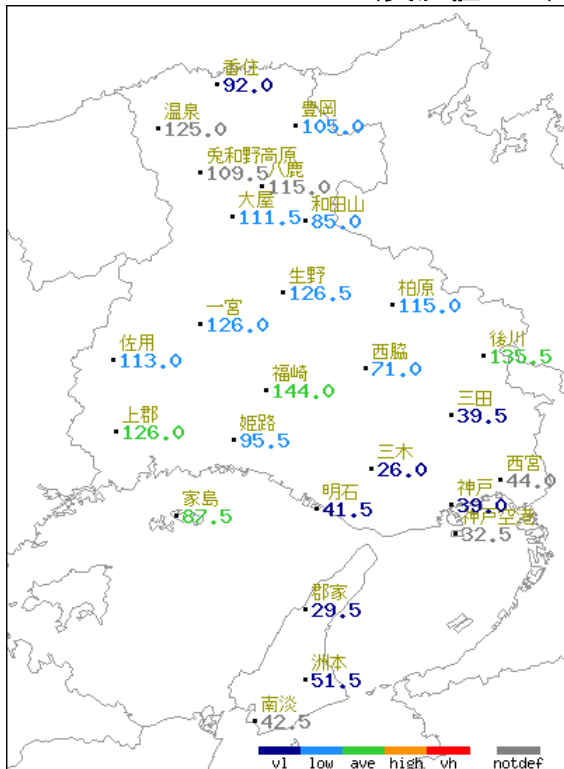 香住
92.0
温泉
125.0
豊岡
105.0
兎和野高原
109.5
八鹿
115.0
大屋
111.5
和田山
85.0
生野
126.5
柏原
115.0
一宮
126.0
佐用
113.0
西脇
71.0
後川
135.5
福崎
144.0
三田
39.5
上郡
126.0
姫路
95.5
三木
26.0
西宮
44.0
家島
87.5
明石
41.5
神戸
39.0
神戸空港
32.5
郡家
29.5
洲本
51.5
南淡
42.5
vl low ave high vh notdef